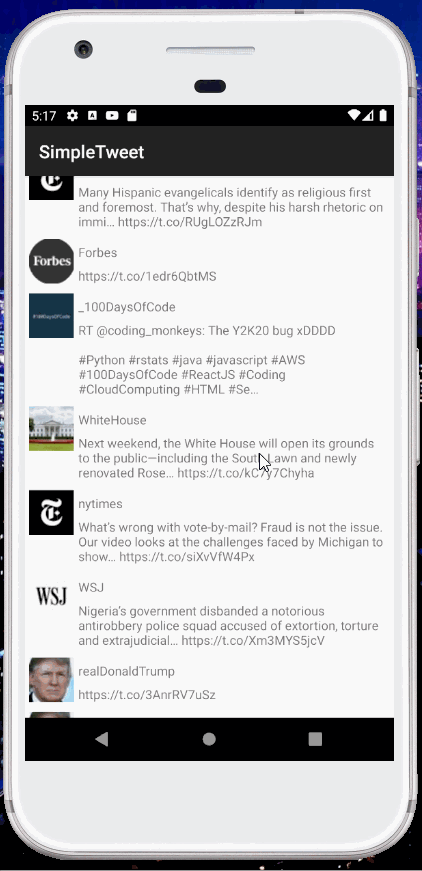 5:17
SimpleTweet
Many Hispanic evangelicals identify as religious first
and foremost. That's why, despite his harsh rhetoric on
immi… https://t.co/RUgLOZzRJm
Forbes
Forbes
https://t.co/1edr6QbtMS
#100DaysOfCode
_100DaysOfCode
RT @coding_monkeys: The Y2K20 bug xDDDD
#Python #rstats #java #javascript #AWS
#100DaysOfCode #ReactJS #Coding
#CloudComputing #HTML #Se…
WhiteHouse
Next weekend, the White House will open its grounds
to the public—including the South Lawn and newly
renovated Rose… https://t.co/kC7y7Chyha
nytimes
What's wrong with vote-by-mail? Fraud is not the issue.
Our video looks at the challenges faced by Michigan to
show… https://t.co/siXvVfW4Px
WSJ
WSJ
Nigeria's government disbanded a notorious
antirobbery police squad accused of extortion, torture
and extrajudicial… https://t.co/Xm3MYS5jcV
realDonaldTrump
https://t.co/3AnrRV7uSz